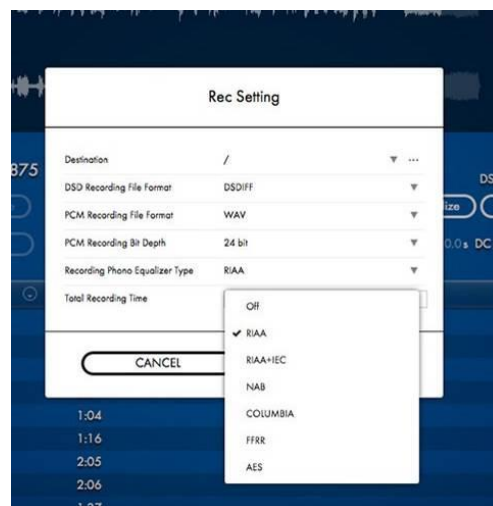 Rec Setting
875
Destination / ...
DSD Recording File Format DSDIFF
PCM Recording File Format WAV
PCM Recording Bit Depth 24 bit
Recording Phono Equalizer Type RIAA
Total Recording Time
DS
ize
0.0s DC
Off
✔ RIAA
RIAA+IEC
NAB
COLUMBIA
FFRR
AES
CANCEL
1:04
1:16
2:05
2:06